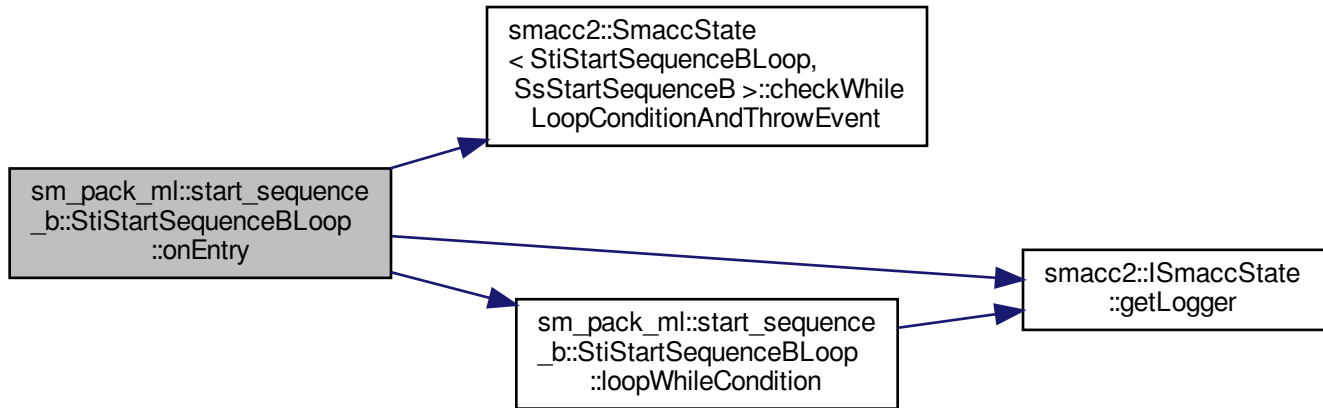 smacc2::SmaccState
< StiStartSequenceBLoop,
SsStartSequenceB >::checkWhile
LoopConditionAndThrowEvent
sm_pack_ml::start_sequence
_b::StiStartSequenceBLoop
::onEntry
smacc2::ISmaccState
::getLogger
sm_pack_ml::start_sequence
_b::StiStartSequenceBLoop
::loopWhileCondition